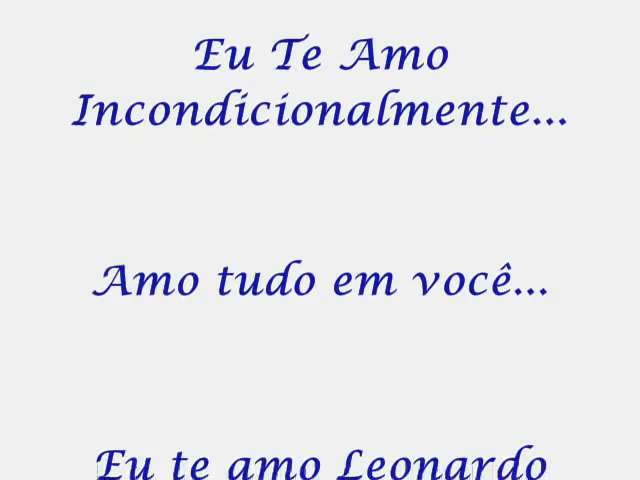 Eu Te Amo
Incondicionalmente...
Amo tudo em você...
Eu te amo Leonardo